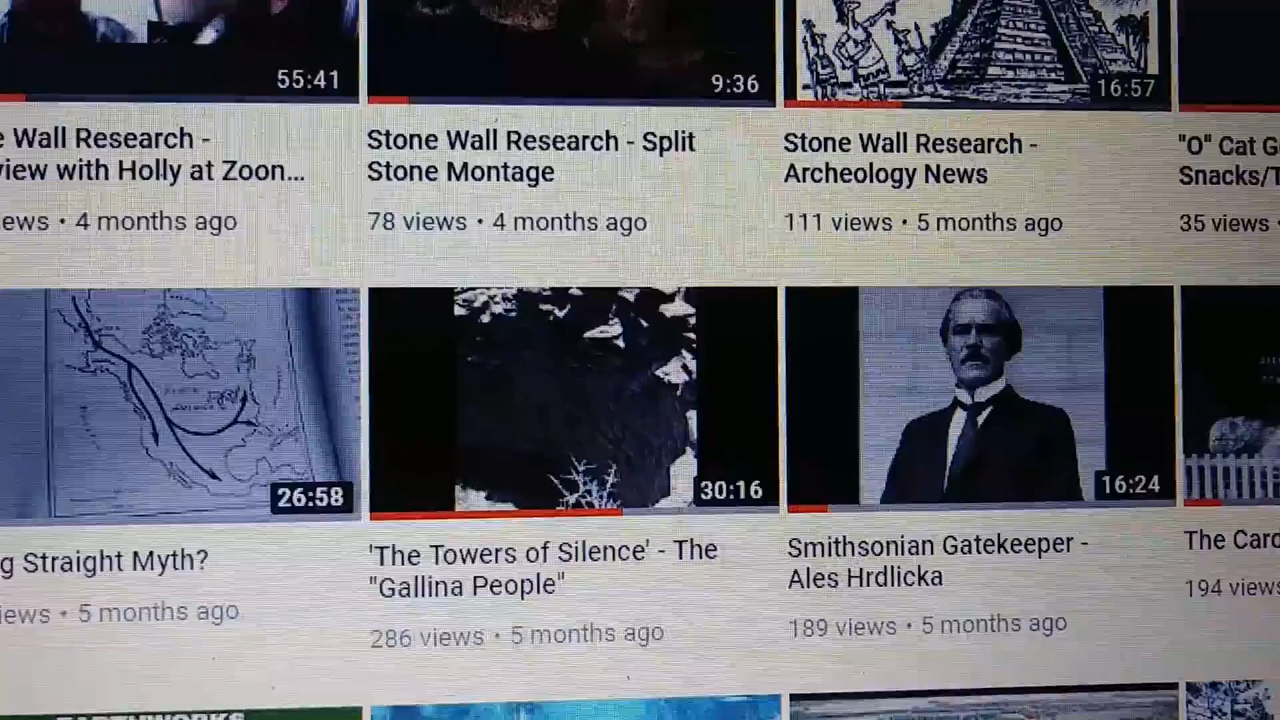 55:41
9:36
16:57
e Wall Research -
view with Holly at Zoon...
ews • 4 months ago
Stone Wall Research - Split
Stone Montage
78 views • 4 months ago
Stone Wall Research -
Archeology News
111 views • 5 months ago
"O" Cat G
Snacks/T
35 views
26:58
30:16
16:24
g Straight Myth?
iews • 5 months ago
'The Towers of Silence' - The
"Gallina People"
286 views • 5 months ago
Smithsonian Gatekeeper -
Ales Hrdlicka
189 views • 5 months ago
The Card
194 views
EARTHWORKS